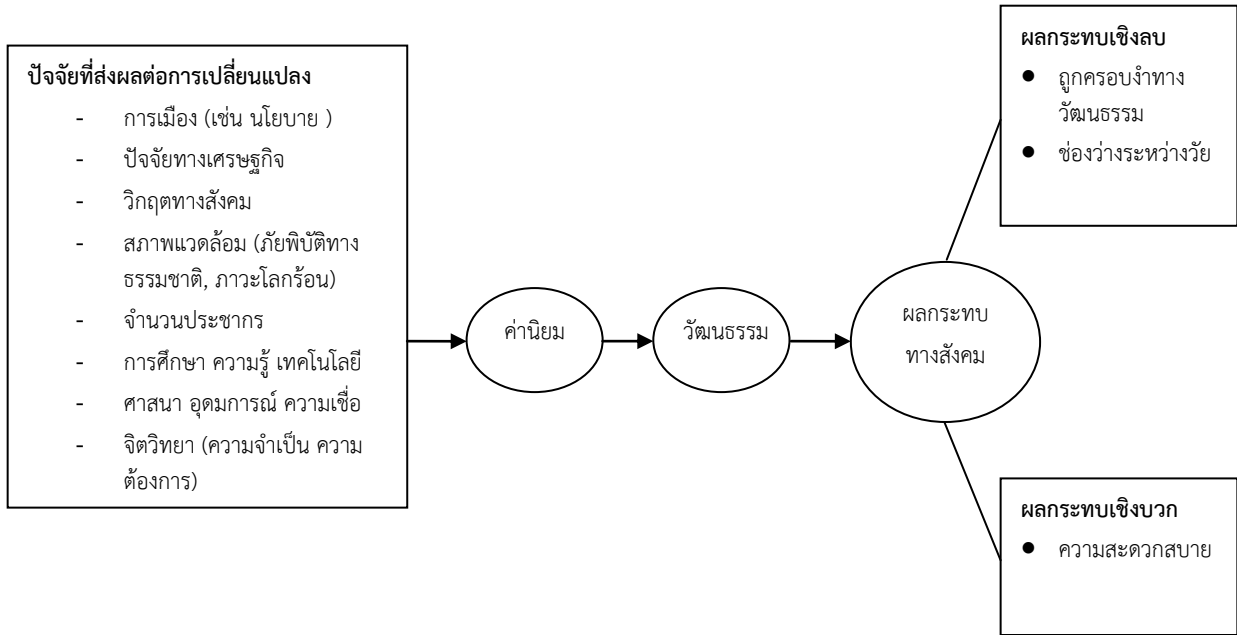 ปัจจัยที่ส่งผลต่อการเปลี่ยนแปลง
- การเมือง (เช่น นโยบาย )
- ปัจจัยทางเศรษฐกิจ
- วิกฤตทางสังคม
- สภาพแวดล้อม (ภัยพิบัติทาง
ธรรมชาติ, ภาวะโลกร้อน)
- จำนวนประชากร
- การศึกษา ความรู้ เทคโนโลยี
- ศาสนา อุดมการณ์ ความเชื่อ
- จิตวิทยา (ความจำเป็น ความ
ต้องการ)
ค่านิยม
วัฒนธรรม
ผลกระทบ
ทางสังคม
ผลกระทบเชิงลบ
● ถูกครอบงำทาง
วัฒนธรรม
● ช่องว่างระหว่างวัย
ผลกระทบเชิงบวก
● ความสะดวกสบาย